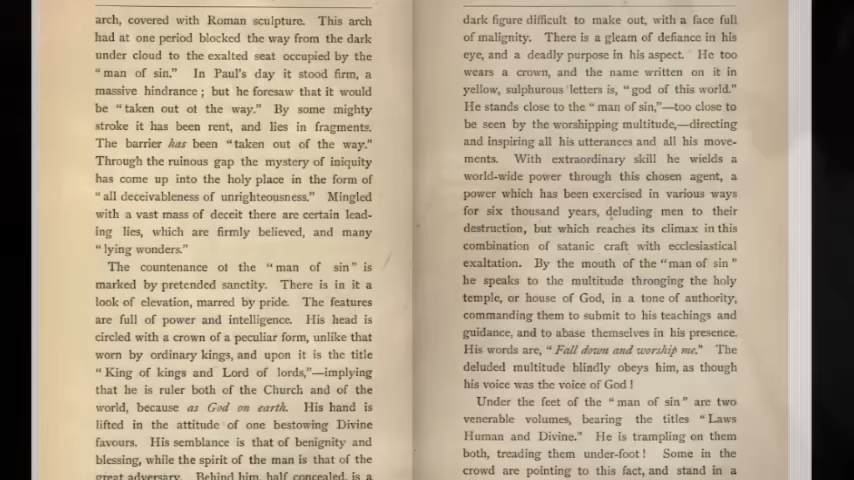 arch, covered with Roman sculpture. This arch
had at one period blocked the way from the dark
under cloud to the exalted seat occupied by the
“man of sin.” In Paul's day it stood firm, a
massive hindrance; but he foresaw that it would
be “taken out of the way.” By some mighty
stroke it has been rent, and lies in fragments.
The barrier has been “taken out of the way.”
Through the ruinous gap the mystery of iniquity
has come up into the holy place in the form of
“all deceivableness of unrighteousness.” Mingled
with a vast mass of deceit there are certain lead-
ing lies, which are firmly believed, and many
“lying wonders.”
The countenance of the “man of sin” is
marked by pretended sanctity. There is in it a
look of elevation, marred by pride. The features
are full of power and intelligence. His head is
circled with a crown of a peculiar form, unlike that
worn by ordinary kings, and upon it is the title
“King of kings and Lord of lords,”—implying
that he is ruler both of the Church and of the
world, because as God on earth. His hand is
lifted in the attitude of one bestowing Divine
favours. His semblance is that of benignity and
blessing, while the spirit of the man is that of the
great adversary. Behind him, half concealed, is a
dark figure difficult to make out, with a face full
of malignity. There is a gleam of defiance in his
eye, and a deadly purpose in his aspect. He too
wears a crown, and the name written on it in
yellow, sulphurous letters is, “god of this world.”
He stands close to the “man of sin,”—too close to
be seen by the worshipping multitude,—directing
and inspiring all his utterances and all his move-
ments. With extraordinary skill he wields a
world-wide power through this chosen agent, a
power which has been exercised in various ways
for six thousand years, deluding men to their
destruction, but which reaches its climax in this
combination of satanic craft with ecclesiastical
exaltation. By the mouth of the “man of sin”
he speaks to the multitude thronging the holy
temple, or house of God, in a tone of authority,
commanding them to submit to his teachings and
guidance, and to abase themselves in his presence.
His words are, “Fall down and worship me.” The
deluded multitude blindly obeys him, as though
his voice was the voice of God!
Under the feet of the “man of sin” are two
venerable volumes, bearing the titles “Laws
Human and Divine.” He is trampling on them
both, treading them under-foot! Some in the
crowd are pointing to this fact, and stand in a